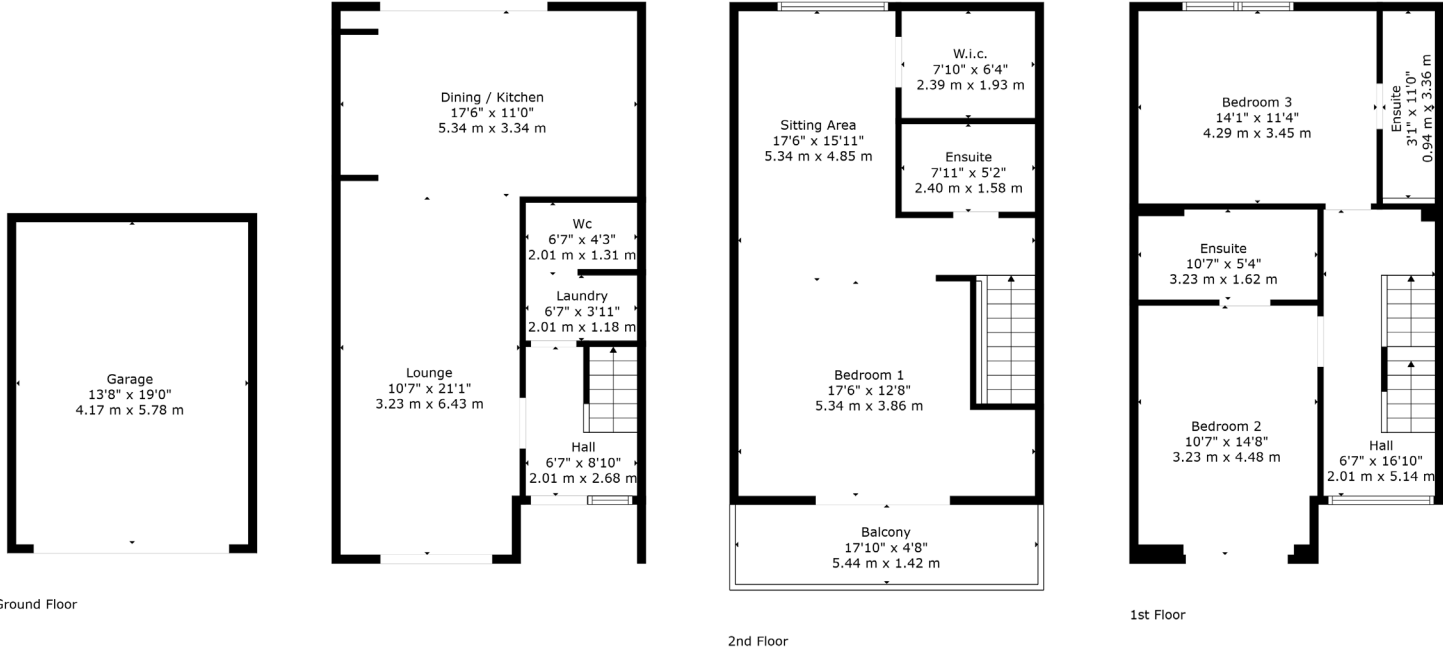 Garage
13'8" x 19'0"
4.17 m x 5.78 m
Ground Floor
Dining / Kitchen
17'6" x 11'0"
5.34 m x 3.34 m
Wc
6'7" x 4'3"
2.01 m x 1.31 m
Laundry
6'7" x 3'11"
2.01 m x 1.18 m
Lounge
10'7" x 21'1"
3.23 m x 6.43 m
Hall
6'7" x 8'10"
2.01 m x 2.68 m
W.i.c.
7'10" x 6'4"
2.39 m x 1.93 m
Sitting Area
17'6" x 15'11"
5.34 m x 4.85 m
Ensuite
7'11" x 5'2"
2.40 m x 1.58 m
Bedroom 1
17'6" x 12'8"
5.34 m x 3.86 m
Balcony
17'10" x 4'8"
5.44 m x 1.42 m
2nd Floor
Bedroom 3
14'1" x 11'4"
4.29 m x 3.45 m
Ensuite
3'1" x 11'0"
0.94 m x 3.36 m
Ensuite
10'7" x 5'4"
3.23 m x 1.62 m
Bedroom 2
10'7" x 14'8"
3.23 m x 4.48 m
Hall
6'7" x 16'10"
2.01 m x 5.14 m
1st Floor